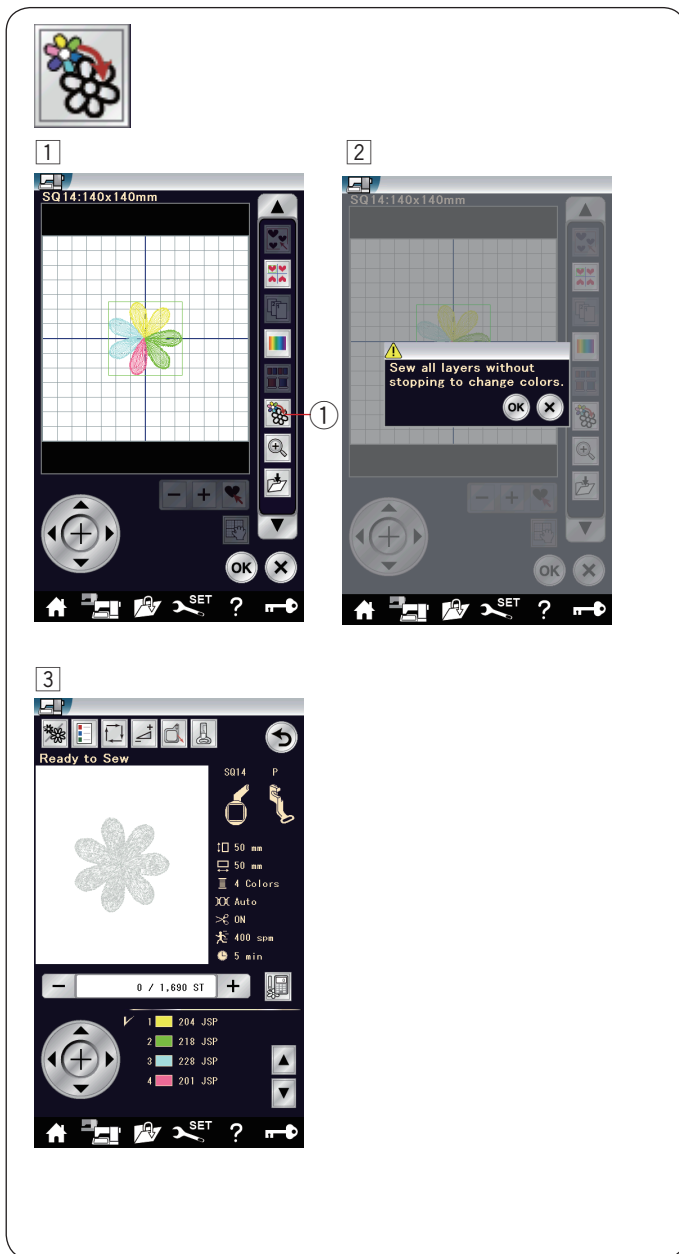 1
SQ14:140x140mm
1
OK
SET
?
2
SQ14:140x140mm
Sew all layers without
stopping to change colors.
OK
OK
SET
?
3
Ready to Sew
SQ14 P
50 mm
50 mm
4 Colors
Auto
ON
400 spm
5 min
0 / 1,690 ST
1 204 JSP
2 218 JSP
3 228 JSP
4 201 JSP
SET
?